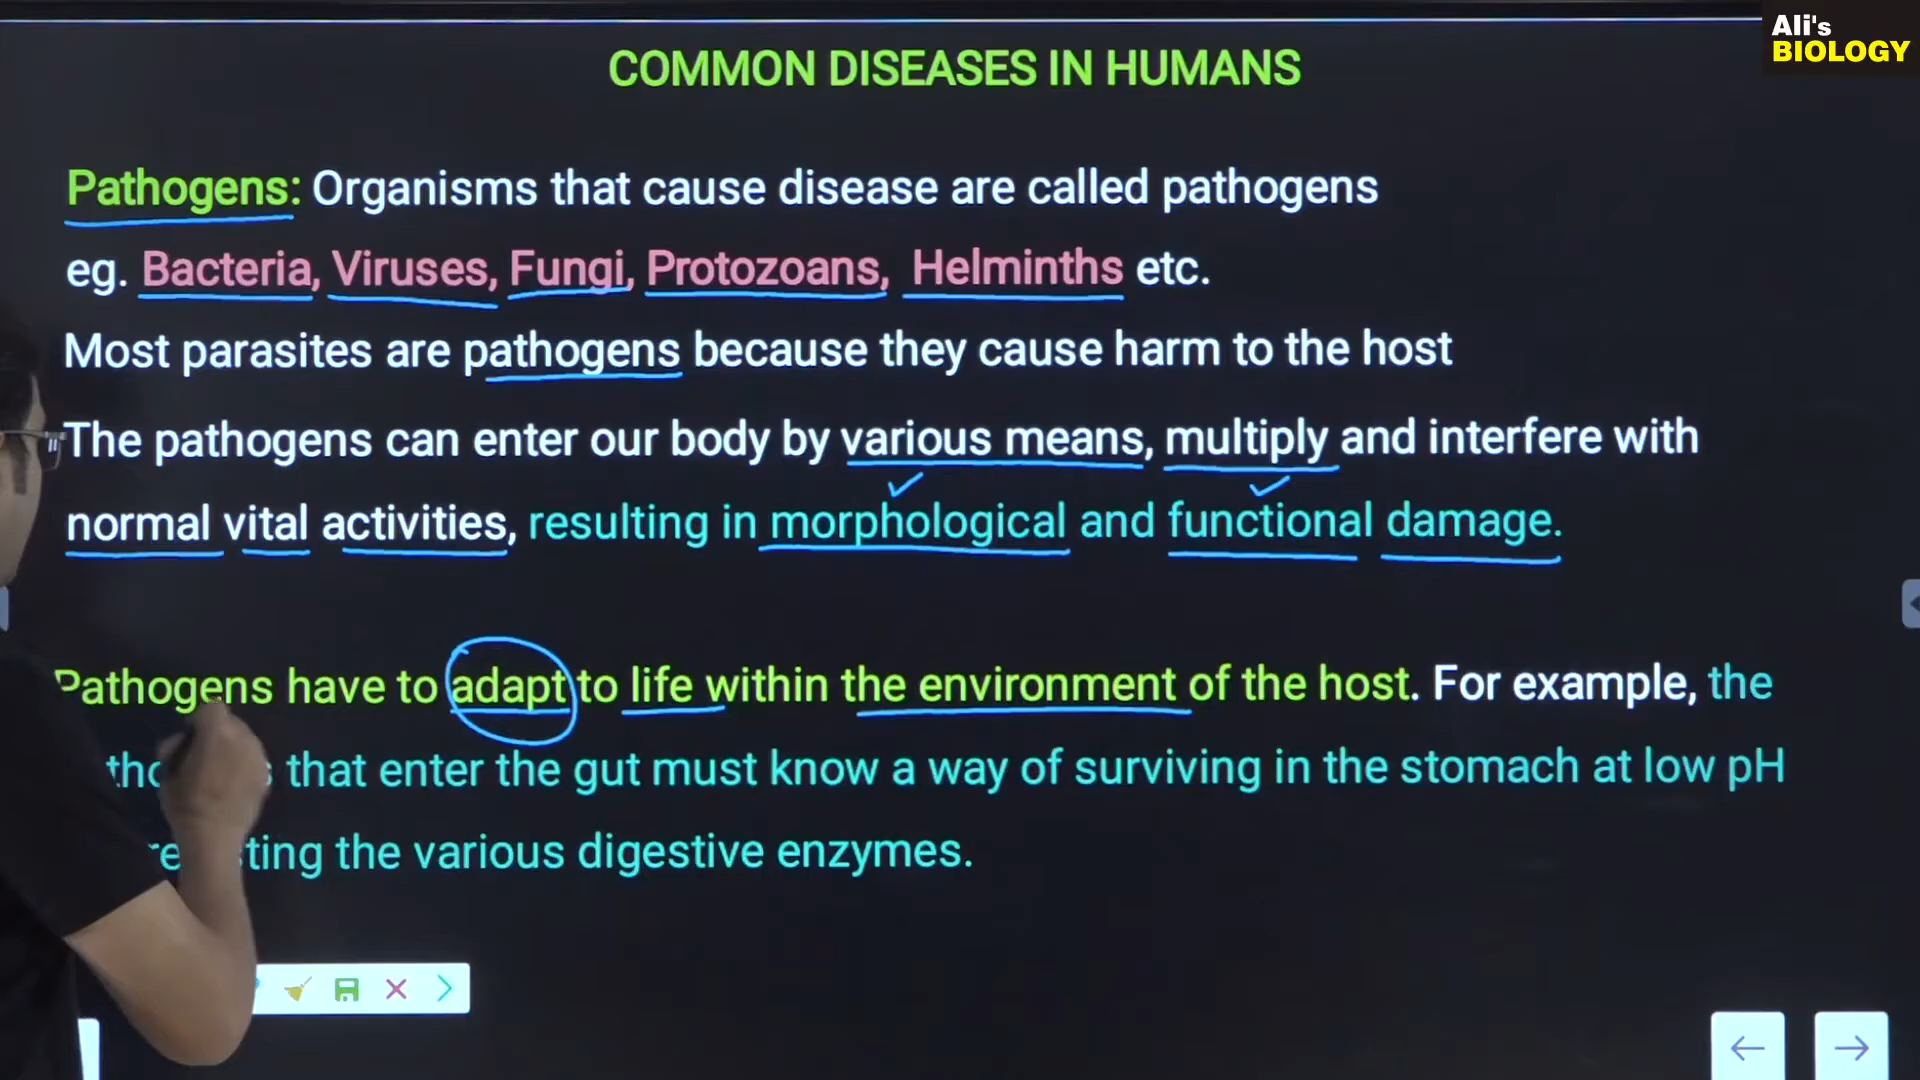 Ali's
BIOLOGY
COMMON DISEASES IN HUMANS
Pathogens: Organisms that cause disease are called pathogens
eg. Bacteria, Viruses, Fungi, Protozoans, Helminths etc.
Most parasites are pathogens because they cause harm to the host
The pathogens can enter our body by various means, multiply and interfere with
normal vital activities, resulting in morphological and functional damage.
Pathogens have to adapt to life within the environment of the host. For example, the
that enter the gut must know a way of surviving in the stomach at low pH
the various digestive enzymes.